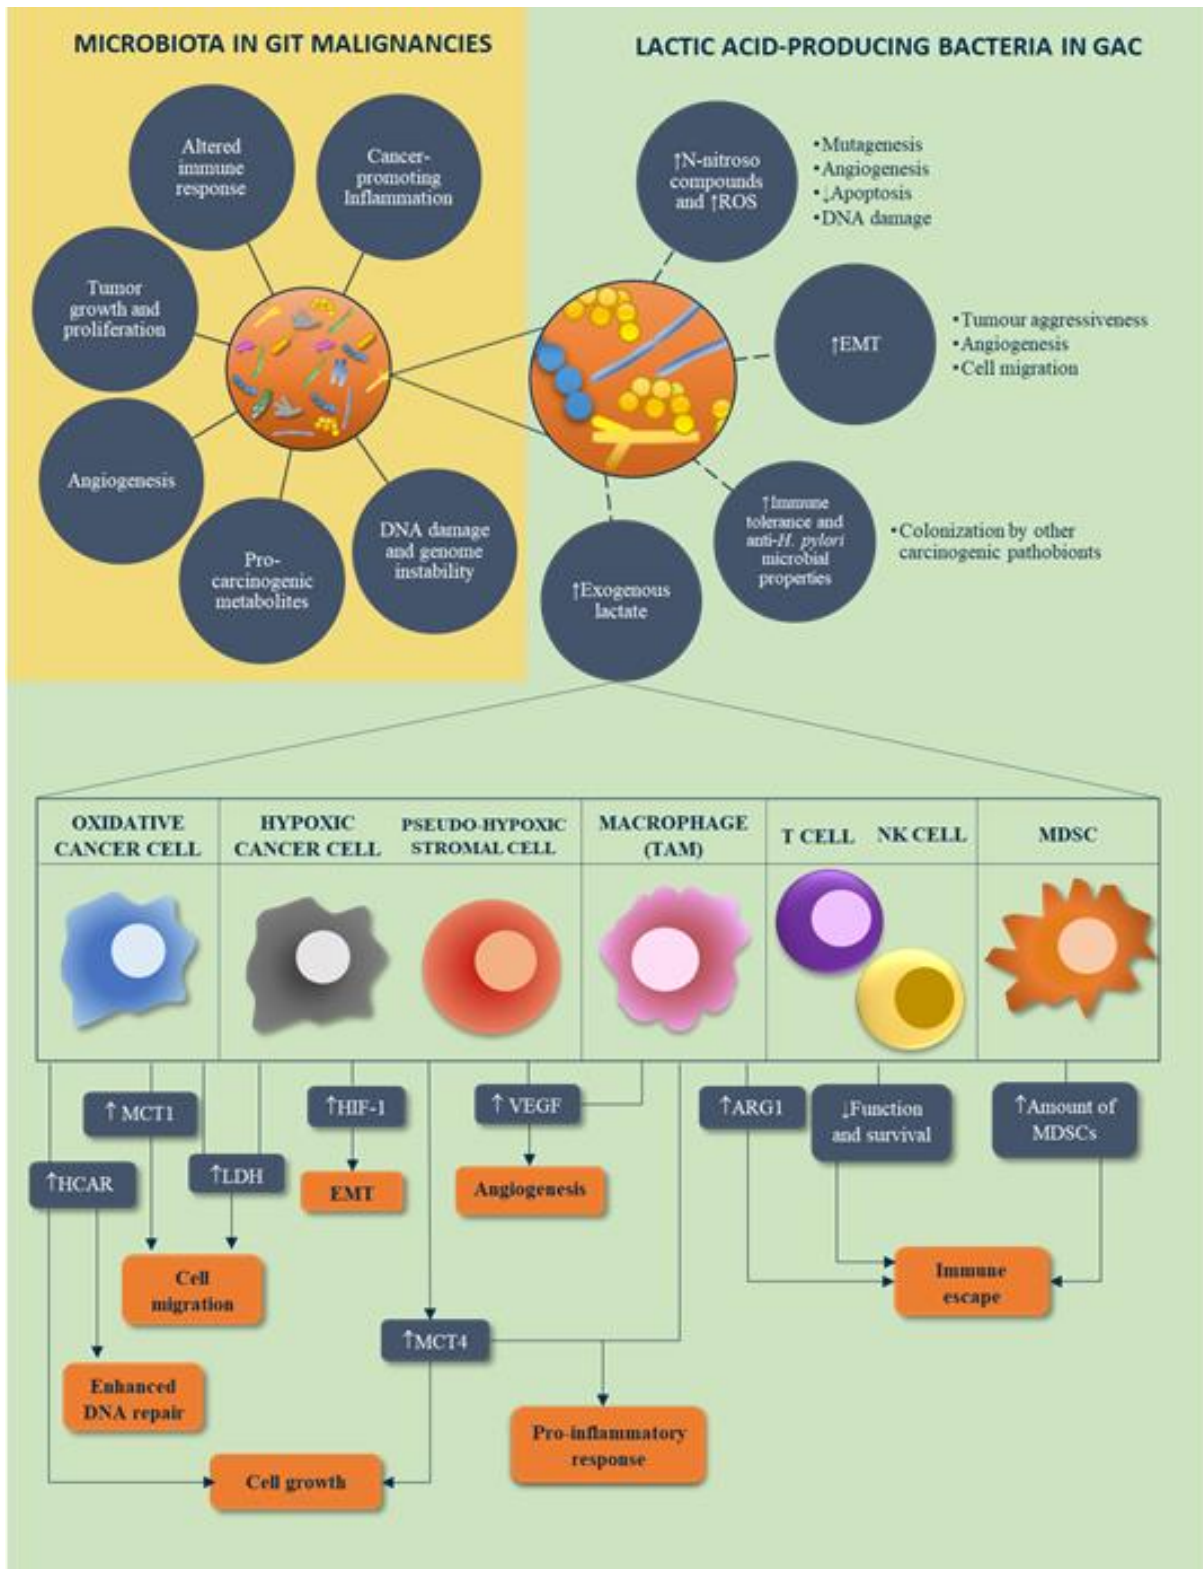 MICROBIOTA IN GIT MALIGNANCIES
LACTIC ACID-PRODUCING BACTERIA IN GAC
Altered
immune
response
Cancer-
promoting
Inflammation
Tumor
growth and
proliferation
Angiogenesis
Pro-
carcinogenic
metabolites
DNA damage
and genome
instability
↑N-nitroso
compounds
and ↑ROS
•Mutagenesis
•Angiogenesis
•↓Apoptosis
•DNA damage
↑EMT
•Tumour aggressiveness
•Angiogenesis
•Cell migration
↑Immune
tolerance and
anti-H. pylori
microbial
properties
•Colonization by other
carcinogenic pathobionts
↑Exogenous
lactate
OXIDATIVE
CANCER CELL
HYPOXIC
CANCER CELL
PSEUDO-HYPOXIC
STROMAL CELL
MACROPHAGE
(TAM)
T CELL
NK CELL
MDSC
↑MCT1
↑HIF-1
↑ VEGF
↑ARG1
↓Function
and survival
↑Amount of
MDSCs
↑HCAR
↑LDH
EMT
Angiogenesis
Cell
migration
Immune
escape
↑MCT4
Enhanced
DNA repair
Pro-inflammatory
response
Cell growth